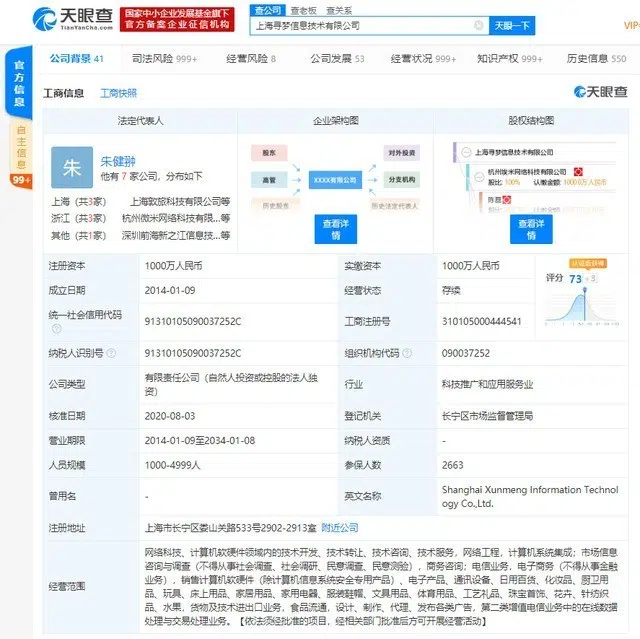 天眼查
TianYanCha.com
国家中小企业发展基金旗下
官方备案企业征信机构
查公司 查老板 查关系
上海寻梦信息技术有限公司
天眼一下
VIP
官方信息
自主信息
99+
公司背景 41 司法风险 999+ 经营风险 8 公司发展 53 经营状况 999+ 知识产权 999+ 历史信息 550
工商信息 工商快照
天眼查
法定代表人 企业架构图 股权结构图
朱
朱健翀
他有 7 家公司，分布如下
上海（共3家） 上海敦旅科技有限公司等
浙江（共3家） 杭州微米网络科技有限...等
其他（共1家） 深圳前海新之江信息技...等
股东 对外投资
高管 XXXX有限公司 分支机构
历史股东 历史法定代表人
查看详情
上海寻梦信息技术有限公司
杭州埃米网络科技有限公司
股比: 100% 认缴金额: 1000万人民币
陈磊
查看详情
注册资本 1000万人民币 实缴资本 1000万人民币
评分 73
成立日期 2014-01-09 经营状态 存续
统一社会信用代码 91310105090037252C 工商注册号 310105000444541
纳税人识别号 91310105090037252C 组织机构代码 090037252
公司类型 有限责任公司（自然人投资或控股的法人独
资）
行业 科技推广和应用服务业
核准日期 2020-08-03 登记机关 长宁区市场监督管理局
营业期限 2014-01-09至2034-01-08 纳税人资质 -
人员规模 1000-4999人 参保人数 2663
曾用名 - 英文名称 Shanghai Xunmeng Information Technol
ogy Co.,Ltd.
注册地址 上海市长宁区娄山关路533号2902-2913室 附近公司
经营范围
网络科技、计算机软硬件领域内的技术开发、技术转让、技术咨询、技术服务，网络工程，计算机系统集成；市场信息
咨询与调查（不得从事社会调查、社会调研、民意调查、民意测验），商务咨询；电信业务，电子商务（不得从事金融
业务），销售计算机软硬件（除计算机信息系统安全专用产品）、电子产品、通讯设备、日用百货、化妆品、厨卫用
品、玩具、床上用品、家居用品、家用电器、服装鞋帽、文具用品、体育用品、工艺礼品、珠宝首饰、花卉、针纺织
品、水果，货物及技术进出口业务，食品流通，设计、制作、代理、发布各类广告，第二类增值电信业务中的在线数据
处理与交易处理业务。【依法须经批准的项目，经相关部门批准后方可开展经营活动】